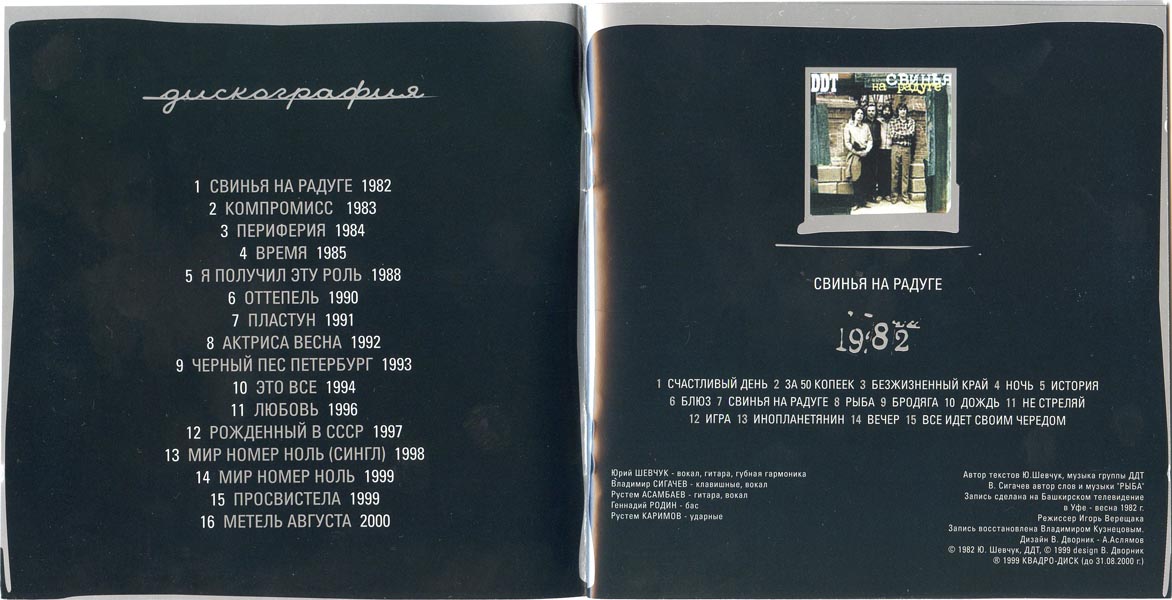 дискография
1 СВИНЬЯ НА РАДУГЕ 1982
2 КОМПРОМИСС 1983
3 ПЕРИФЕРИЯ 1984
4 ВРЕМЯ 1985
5 Я ПОЛУЧИЛ ЭТУ РОЛЬ 1988
6 ОТТЕПЕЛЬ 1990
7 ПЛАСТУН 1991
8 АКТРИСА ВЕСНА 1992
9 ЧЕРНЫЙ ПЕС ПЕТЕРБУРГ 1993
10 ЭТО ВСЕ 1994
11 ЛЮБОВЬ 1996
12 РОЖДЕННЫЙ В СССР 1997
13 МИР НОМЕР НОЛЬ (СИНГЛ) 1998
14 МИР НОМЕР НОЛЬ 1999
15 ПРОСВИСТЕЛА 1999
16 МЕТЕЛЬ АВГУСТА 2000
DDT СВИНЬЯ
на радуге
СВИНЬЯ НА РАДУГЕ
1982
1 СЧАСТЛИВЫЙ ДЕНЬ 2 ЗА 50 КОПЕЕК 3 БЕЗЖИЗНЕННЫЙ КРАЙ 4 НОЧЬ 5 ИСТОРИЯ
6 БЛЮЗ 7 СВИНЬЯ НА РАДУГЕ 8 РЫБА 9 БРОДЯГА 10 ДОЖДЬ 11 НЕ СТРЕЛЯЙ
12 ИГРА 13 ИНОПЛАНЕТЯНИН 14 ВЕЧЕР 15 ВСЕ ИДЕТ СВОИМ ЧЕРЕДОМ
Юрий ШЕВЧУК - вокал, гитара, губная гармоника
Владимир СИГАЧЕВ - клавишные, вокал
Рустем АСАМБАЕВ - гитара, вокал
Геннадий РОДИН - бас
Рустем КАРИМОВ - ударные
Автор текстов Ю.Шевчук, музыка группы ДДТ
В. Сигачев автор слов и музыки "РЫБА"
Запись сделана на Башкирском телевидение
в Уфе - весна 1982 г.
Режиссер Игорь Верещака
Запись восстановлена Владимиром Кузнецовым.
Дизайн В. Дворник - А.Аслямов
© 1982 Ю. Шевчук, ДДТ, © 1999 design В. Дворник
® 1999 КВАДРО-ДИСК (до 31.08.2000 г.)